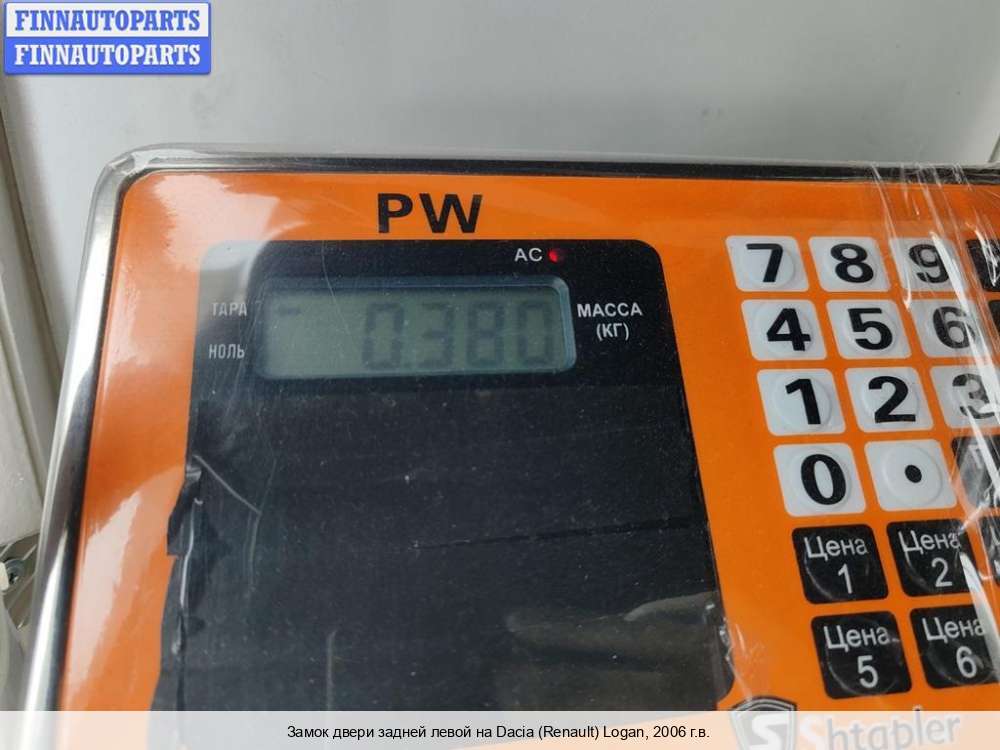 FINNAUTOPARTS
FINNAUTOPARTS
PW
AC
ТАРА
НОЛЬ
0.380
МАССА
(КГ)
7 8 9
4 5 6
1 2 3
0 •
Цена 1
Цена 2
Цена 5
Цена 6
Shtabler
Замок двери задней левой на Dacia (Renault) Logan, 2006 г.в.